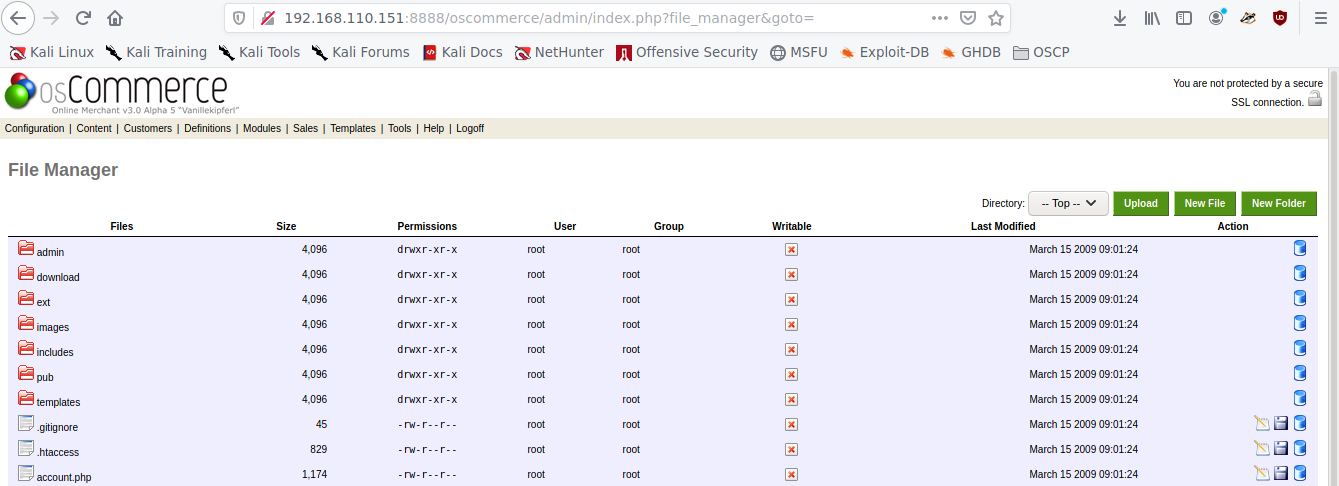 192.168.110.151:8888/oscommerce/admin/index.php?file_manager&goto=
Kali Linux Kali Training Kali Tools Kali Forums Kali Docs NetHunter Offensive Security MSFU Exploit-DB GHDB OSCP
osCommerce
Online Merchant v3.0 Alpha 5 "Vanillekipferl"
You are not protected by a secure
SSL connection.
Configuration | Content | Customers | Definitions | Modules | Sales | Templates | Tools | Help | Logoff
File Manager
Directory: -- Top -- Upload New File New Folder
Files Size Permissions User Group Writable Last Modified Action
admin 4,096 drwxr-xr-x root root March 15 2009 09:01:24
download 4,096 drwxr-xr-x root root March 15 2009 09:01:24
ext 4,096 drwxr-xr-x root root March 15 2009 09:01:24
images 4,096 drwxr-xr-x root root March 15 2009 09:01:24
includes 4,096 drwxr-xr-x root root March 15 2009 09:01:24
pub 4,096 drwxr-xr-x root root March 15 2009 09:01:24
templates 4,096 drwxr-xr-x root root March 15 2009 09:01:24
.gitignore 45 -rw-r--r-- root root March 15 2009 09:01:24
.htaccess 829 -rw-r--r-- root root March 15 2009 09:01:24
account.php 1,174 -rw-r--r-- root root March 15 2009 09:01:24